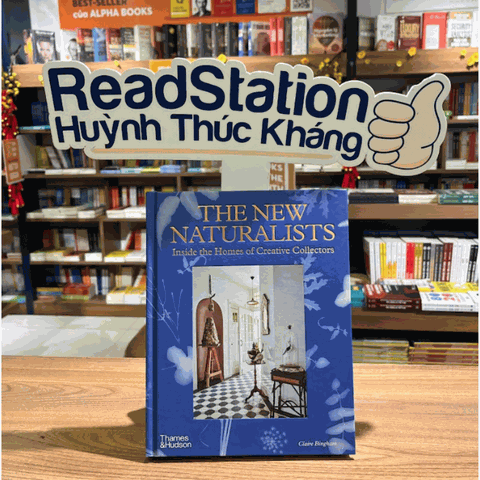 BEST-SELLER
của ALPHA BOOKS
ReadStation
Huỳnh Thúc Kháng
THE NEW
NATURALISTS
Inside the Homes of Creative Collectors
Thames
&Hudson
Claire Bingham